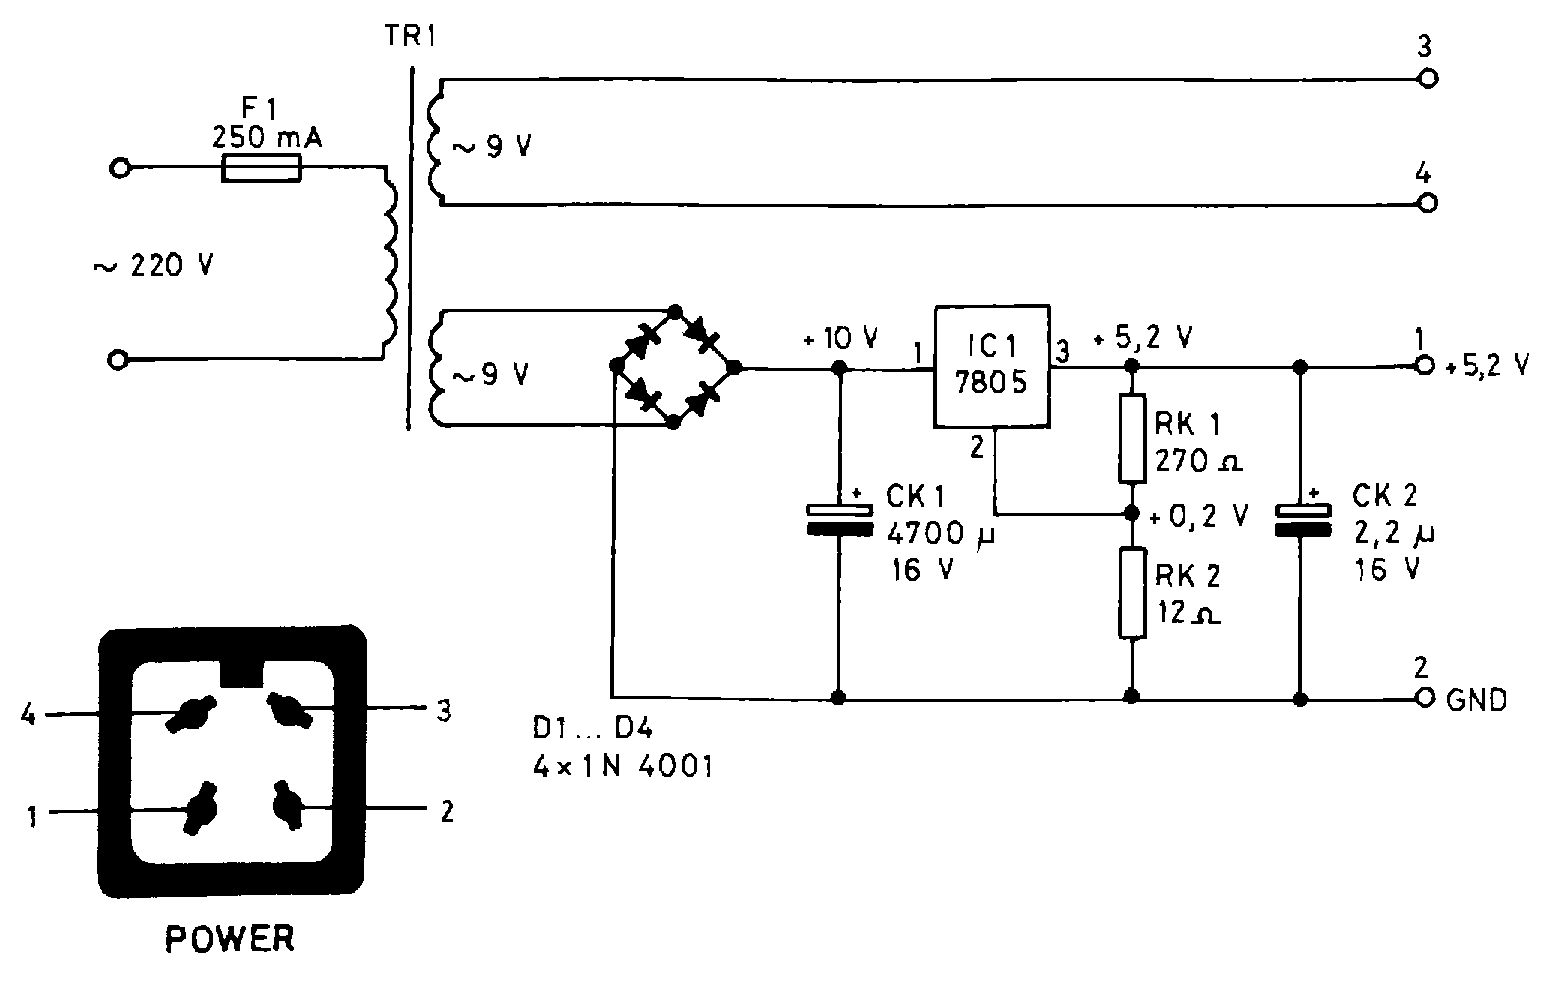 TR1
3
F1
250 mA
~ 9 V
4
~ 220 V
+10 V
1
IC1
7805
3
+5,2 V
1
+5,2 V
~9 V
2
RK 1
270 Ω
+
CK 1
4700 μ
16 V
+0,2 V
+
CK 2
2,2 μ
16 V
RK 2
12Ω
2
GND
D1... D4
4×1N 4001
4
3
1
2
POWER